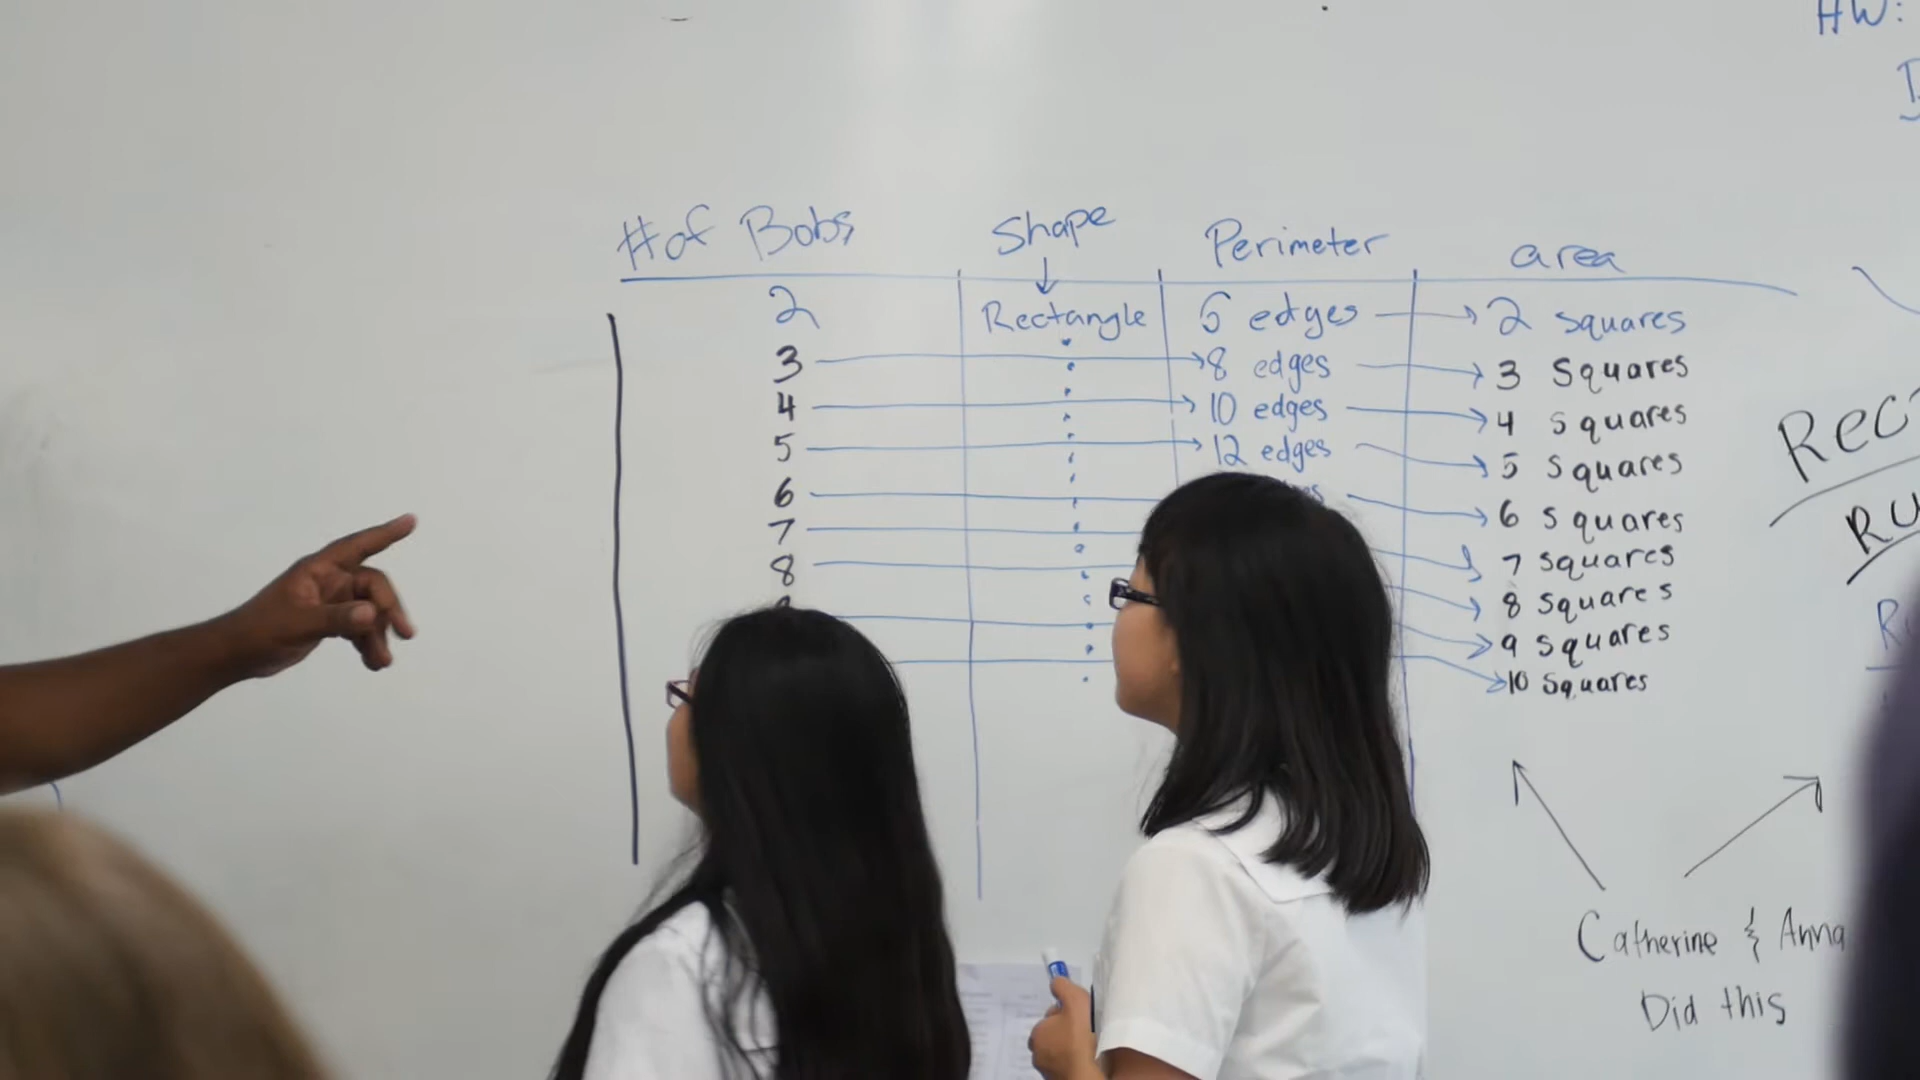 HW:
# of Bobs Shape Perimeter area
2 Rectangle 6 edges 2 squares
3 8 edges 3 Squares
4 10 edges 4 squares
5 12 edges 5 squares
6 6 squares
7 7 squares
8 8 squares
9 squares
10 Squares
Catherine & Anna
Did this